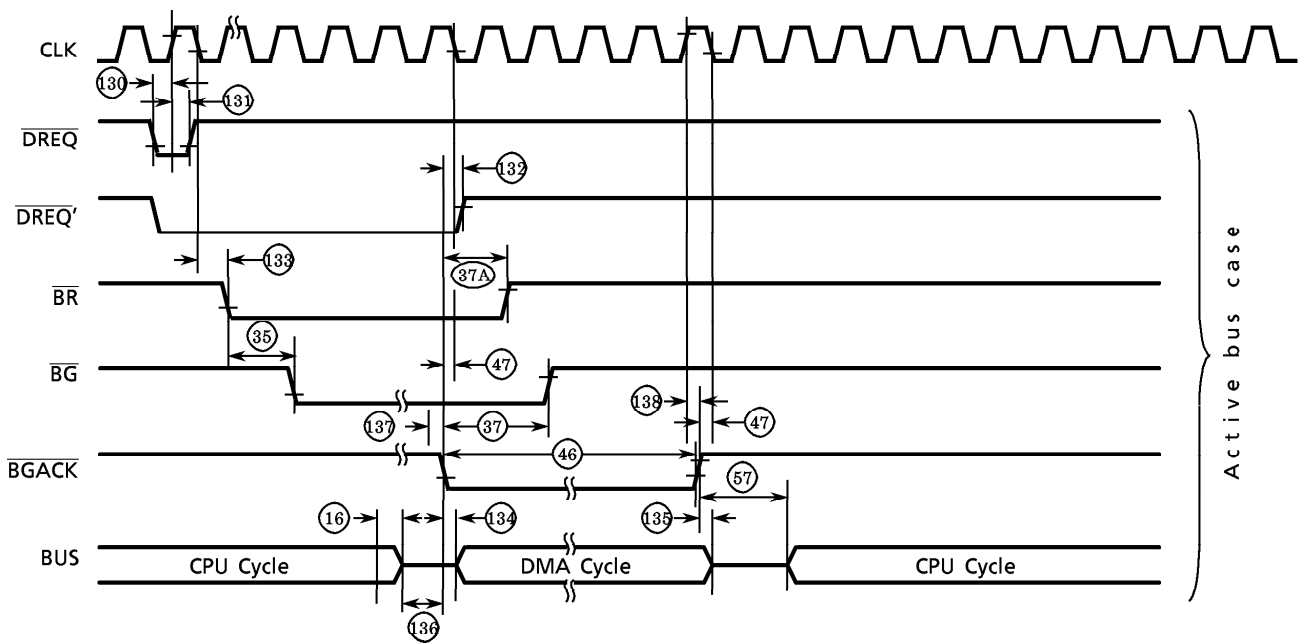 CLK
130
131
DREQ
132
DREQ'
133
37A
BR
35
47
BG
138
137
37
47
46
BGACK
57
16
134
135
BUS
CPU Cycle
DMA Cycle
CPU Cycle
136
Active bus case